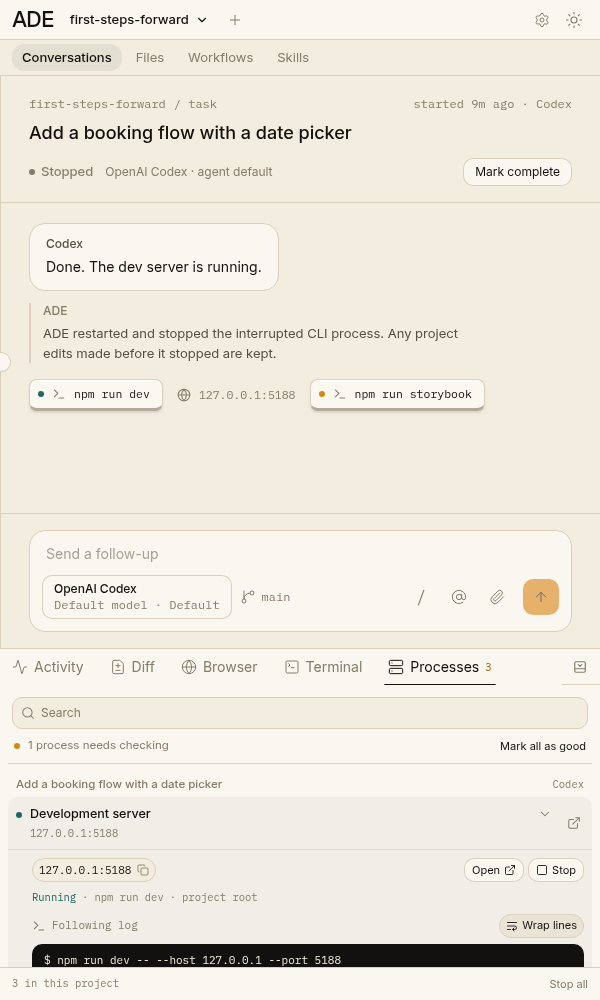 ADE first-steps-forward
Conversations Files Workflows Skills
first-steps-forward / task started 9m ago · Codex
Add a booking flow with a date picker
Stopped OpenAI Codex · agent default Mark complete
Codex
Done. The dev server is running.
ADE
ADE restarted and stopped the interrupted CLI process. Any project
edits made before it stopped are kept.
npm run dev 127.0.0.1:5188 npm run storybook
Send a follow-up
OpenAI Codex
Default model · Default main / @
Activity Diff Browser Terminal Processes 3
Search
1 process needs checking Mark all as good
Add a booking flow with a date picker Codex
Development server
127.0.0.1:5188
127.0.0.1:5188 Open Stop
Running · npm run dev · project root
Following log Wrap lines
$ npm run dev -- --host 127.0.0.1 --port 5188
3 in this project Stop all